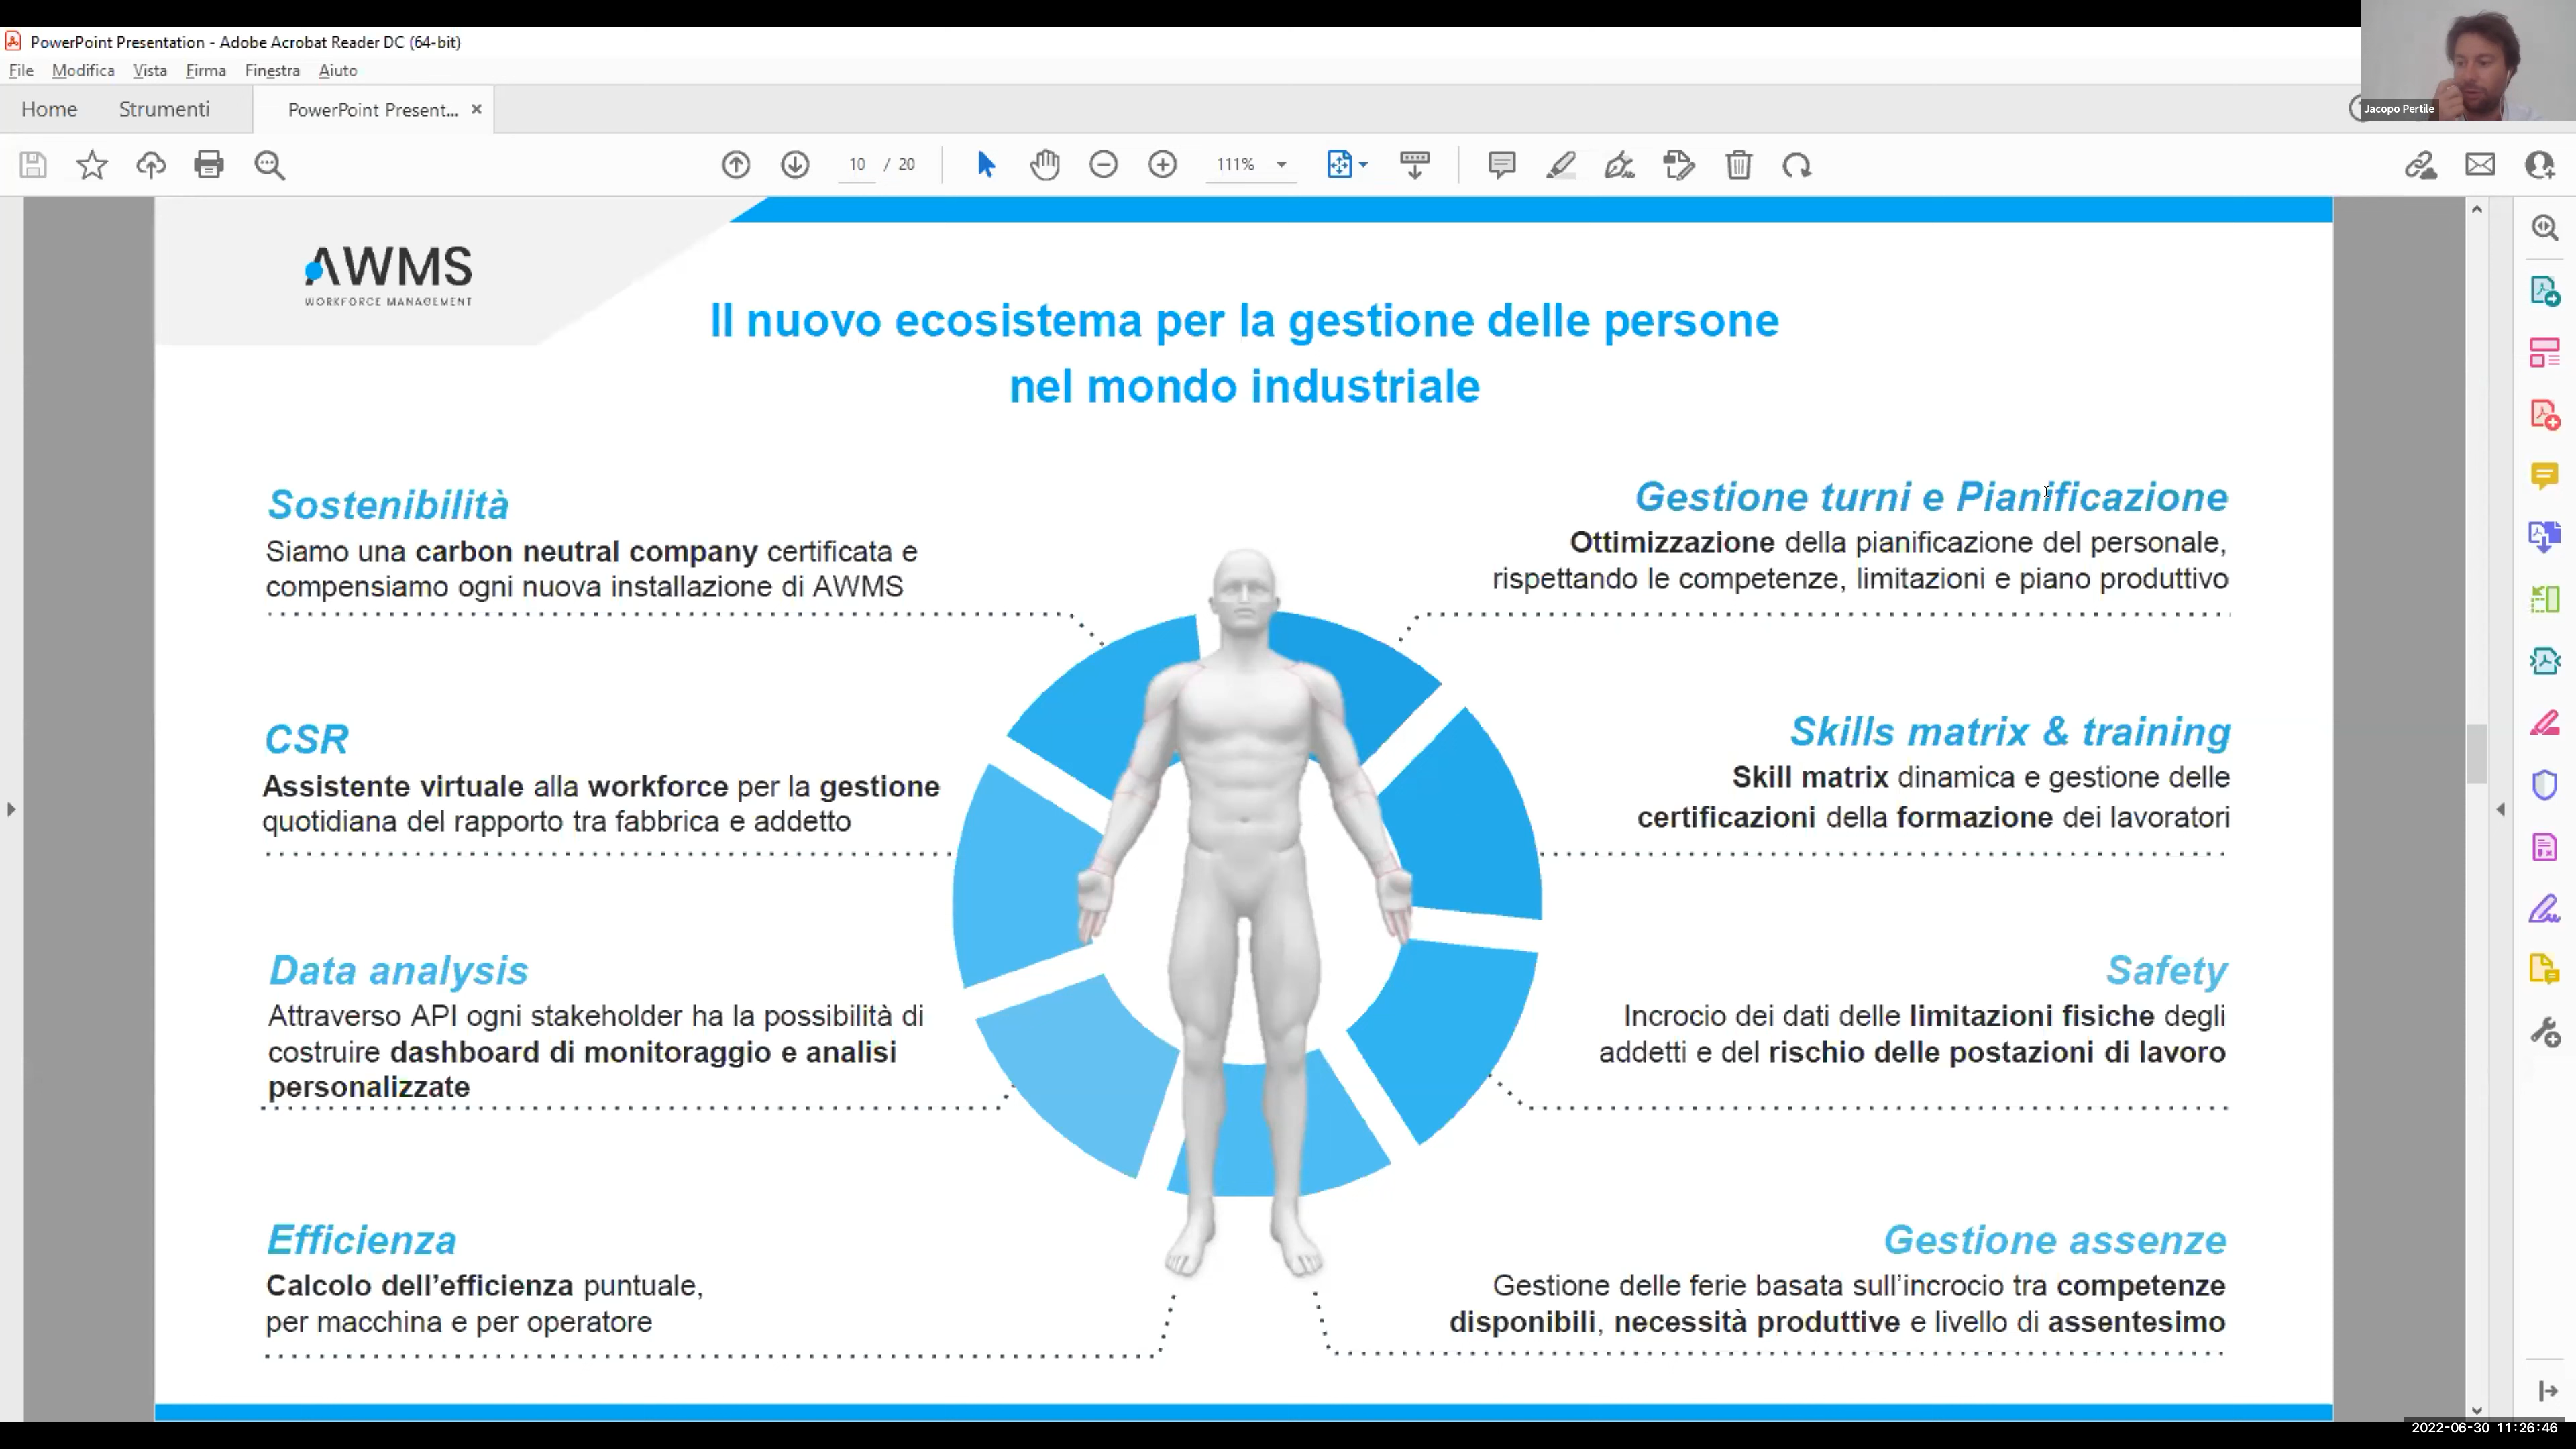 PowerPoint Presentation - Adobe Acrobat Reader DC (64-bit)
File Modifica Vista Firma Finestra Aiuto
Home Strumenti PowerPoint Present... ×
10 / 20 111%
Jacopo Pertile
AWMS
WORKFORCE MANAGEMENT
Il nuovo ecosistema per la gestione delle persone
nel mondo industriale
Sostenibilità
Siamo una carbon neutral company certificata e
compensiamo ogni nuova installazione di AWMS
CSR
Assistente virtuale alla workforce per la gestione
quotidiana del rapporto tra fabbrica e addetto
Data analysis
Attraverso API ogni stakeholder ha la possibilità di
costruire dashboard di monitoraggio e analisi
personalizzate
Efficienza
Calcolo dell'efficienza puntuale,
per macchina e per operatore
Gestione turni e Pianificazione
Ottimizzazione della pianificazione del personale,
rispettando le competenze, limitazioni e piano produttivo
Skills matrix & training
Skill matrix dinamica e gestione delle
certificazioni della formazione dei lavoratori
Safety
Incrocio dei dati delle limitazioni fisiche degli
addetti e del rischio delle postazioni di lavoro
Gestione assenze
Gestione delle ferie basata sull'incrocio tra competenze
disponibili, necessità produttive e livello di assentesimo
2022-06-30 11:26:46